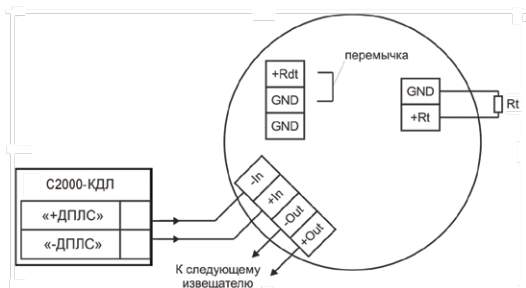 перемычка
+Rdt
GND
GND
GND
+Rt
Rt
С2000-КДЛ
«+ДПЛС»
«-ДПЛС»
-In
+In
-Out
+Out
К следующему
извещателю